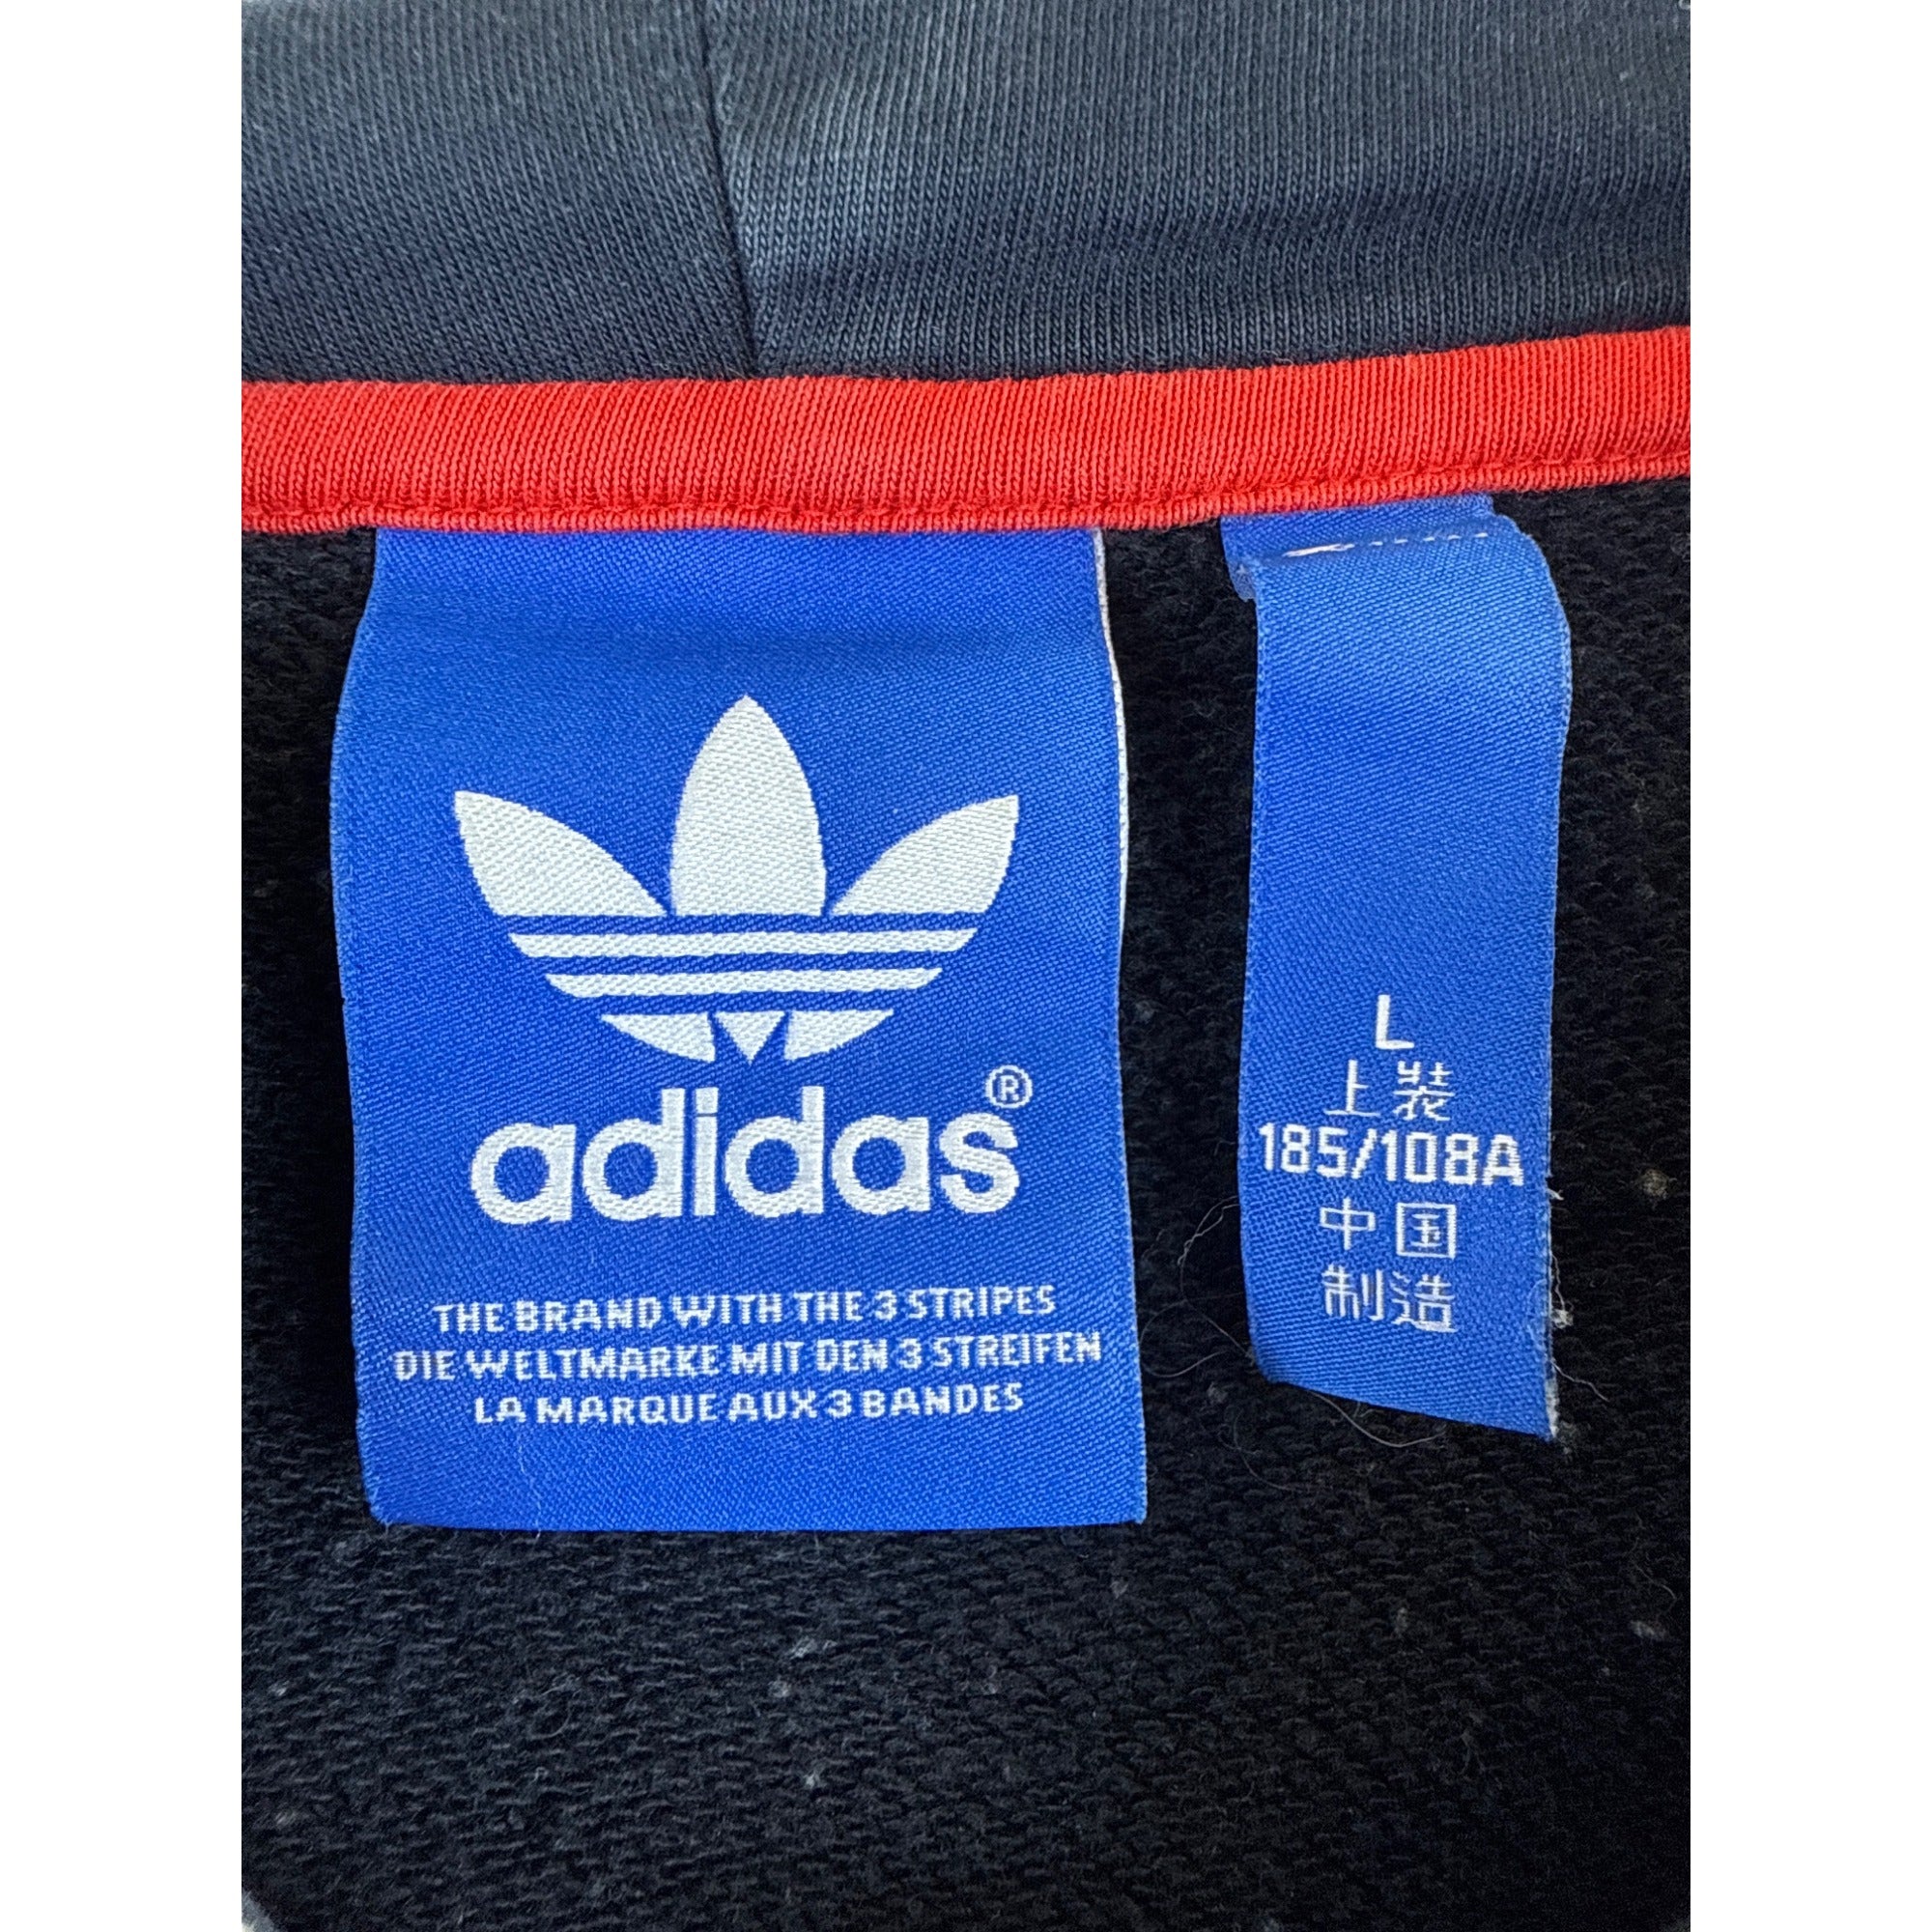 adidas®
THE BRAND WITH THE 3 STRIPES
DIE WELTMARKE MIT DEN 3 STREIFEN
LA MARQUE AUX 3 BANDES
L
上装
185/108A
中国
制造